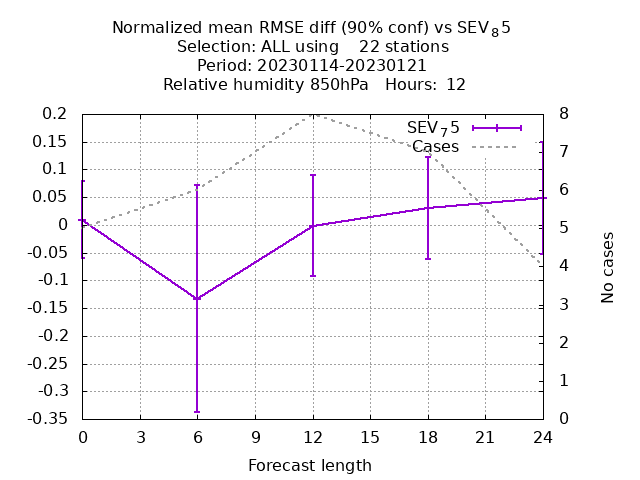 Normalized mean RMSE diff (90% conf) vs SEV₈5
Selection: ALL using    22 stations
Period: 20230114-20230121
Relative humidity 850hPa   Hours:  12
SEV₇5
Cases
0.2
0.15
0.1
0.05
0
-0.05
-0.1
-0.15
-0.2
-0.25
-0.3
-0.35
8
7
6
5
4
3
2
1
0
No cases
0 3 6 9 12 15 18 21 24
Forecast length